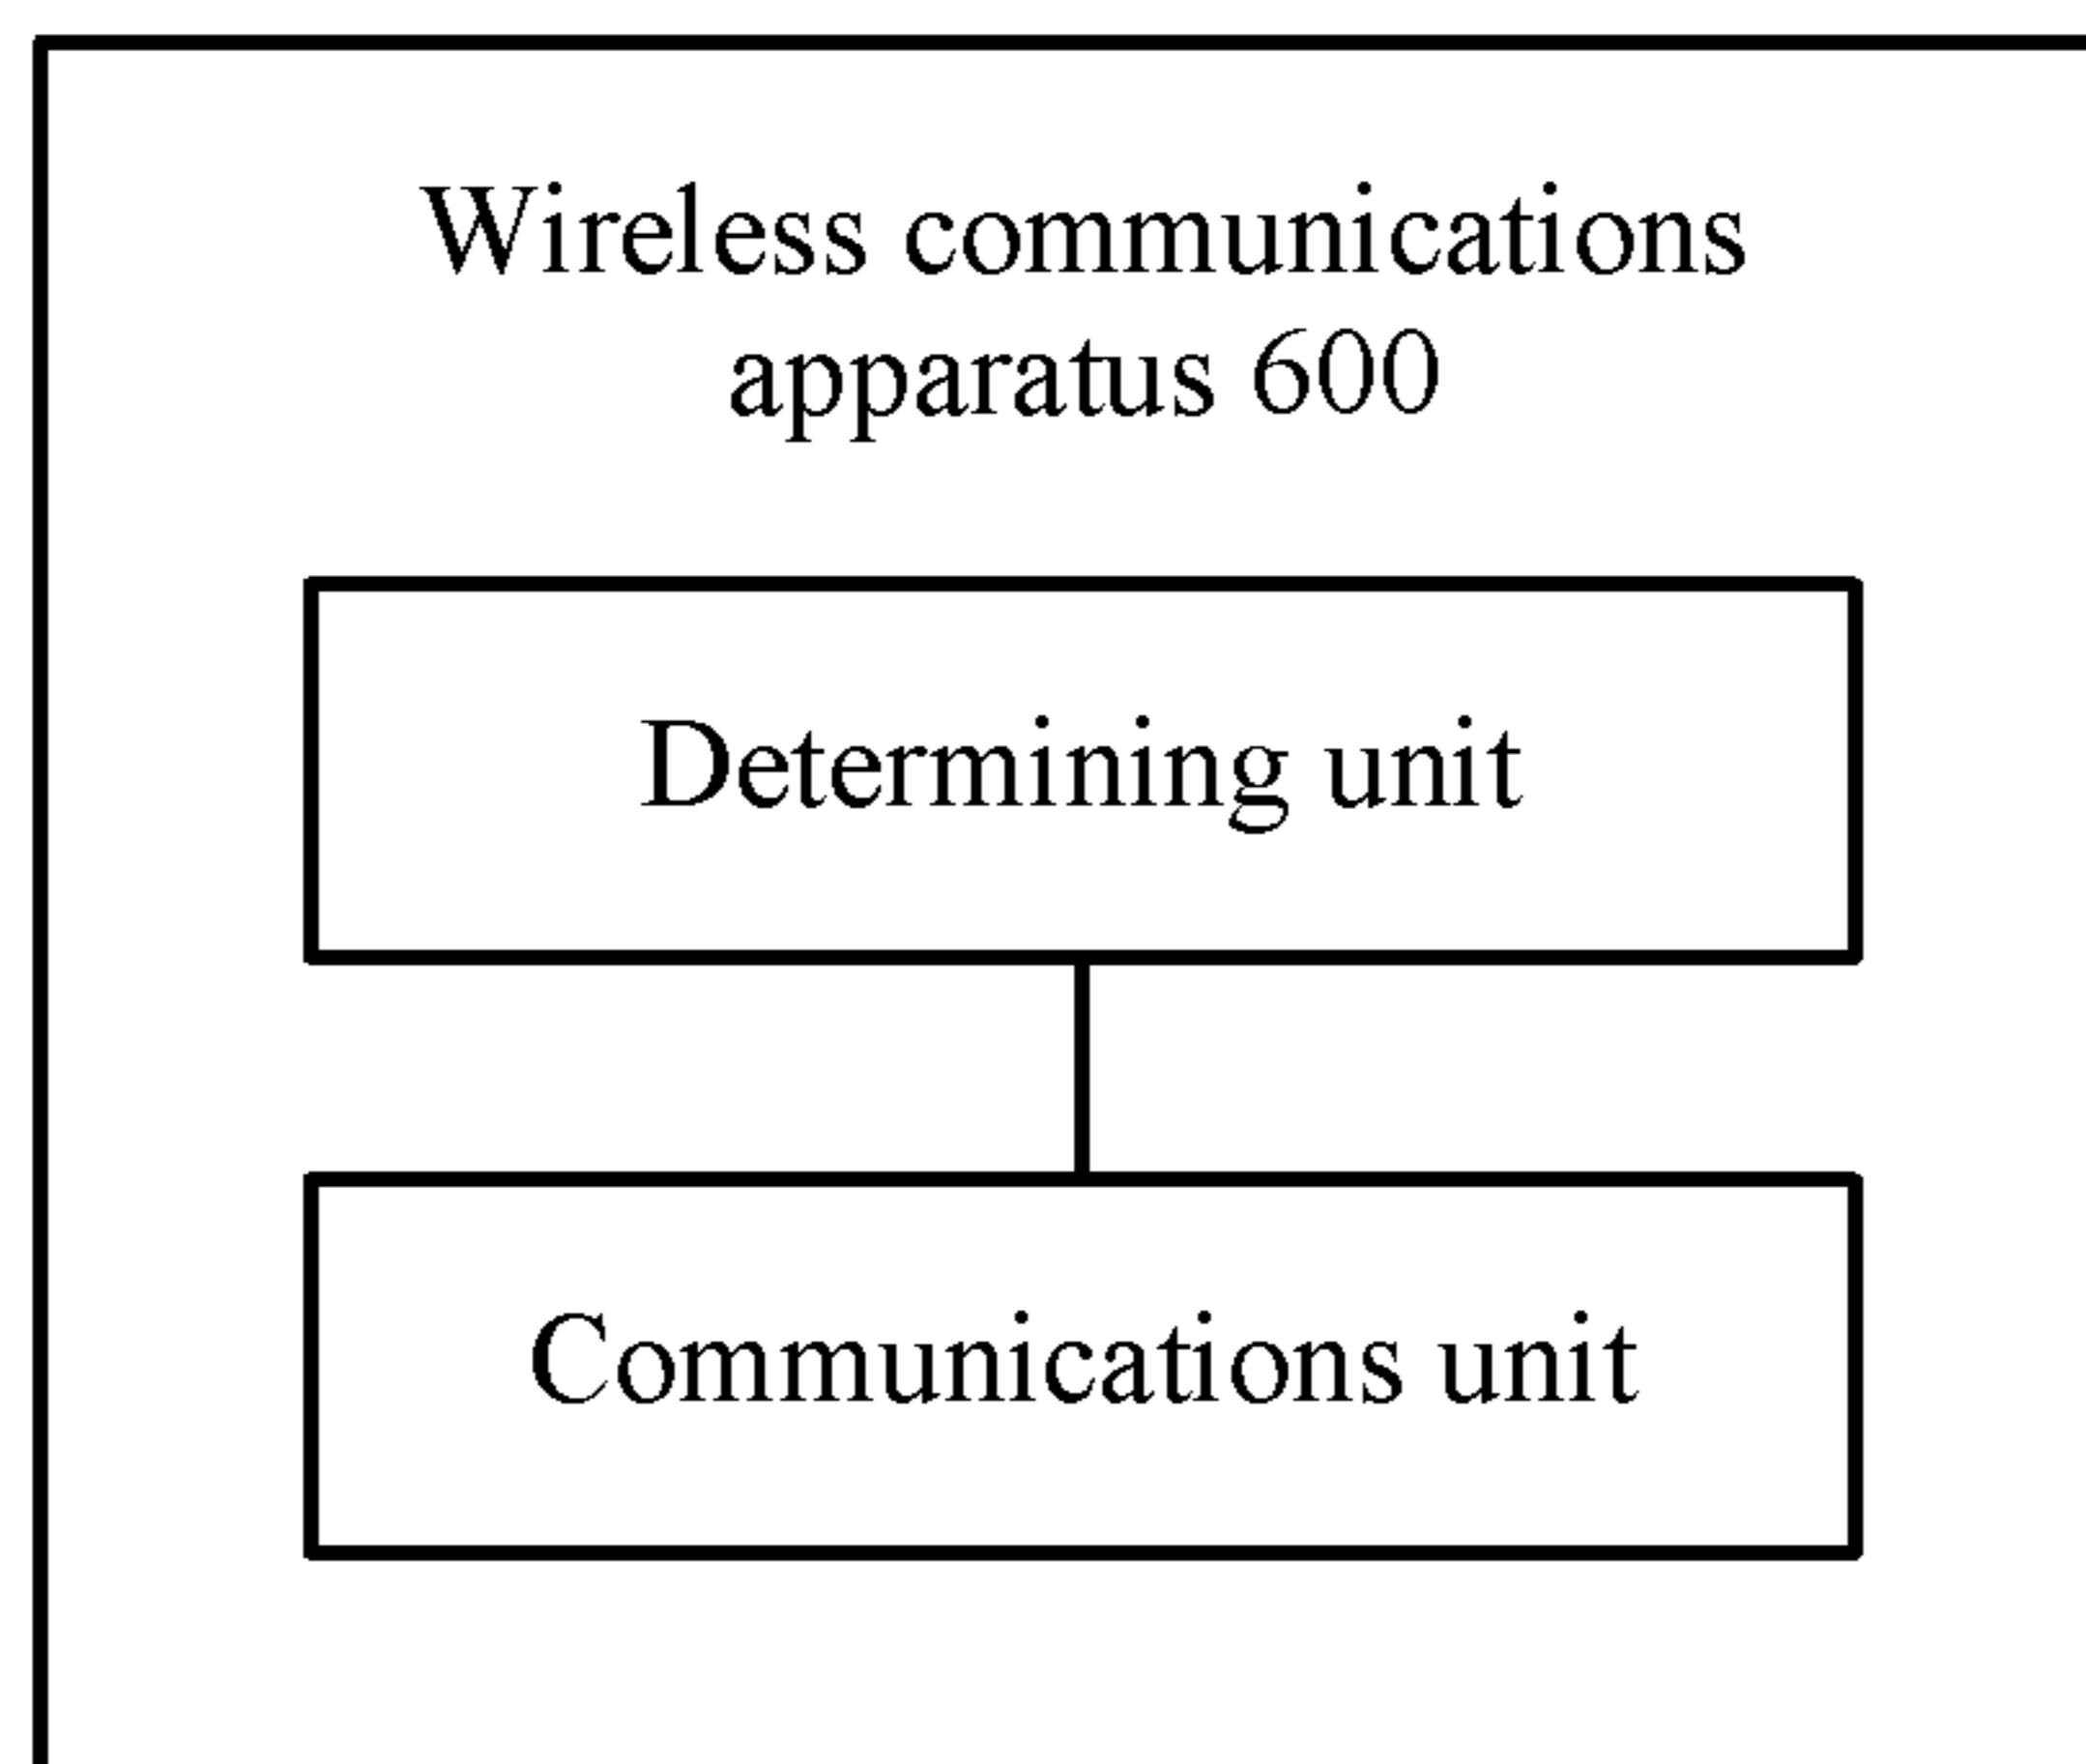 Wireless communications
apparatus 600
Determining unit
Communications unit